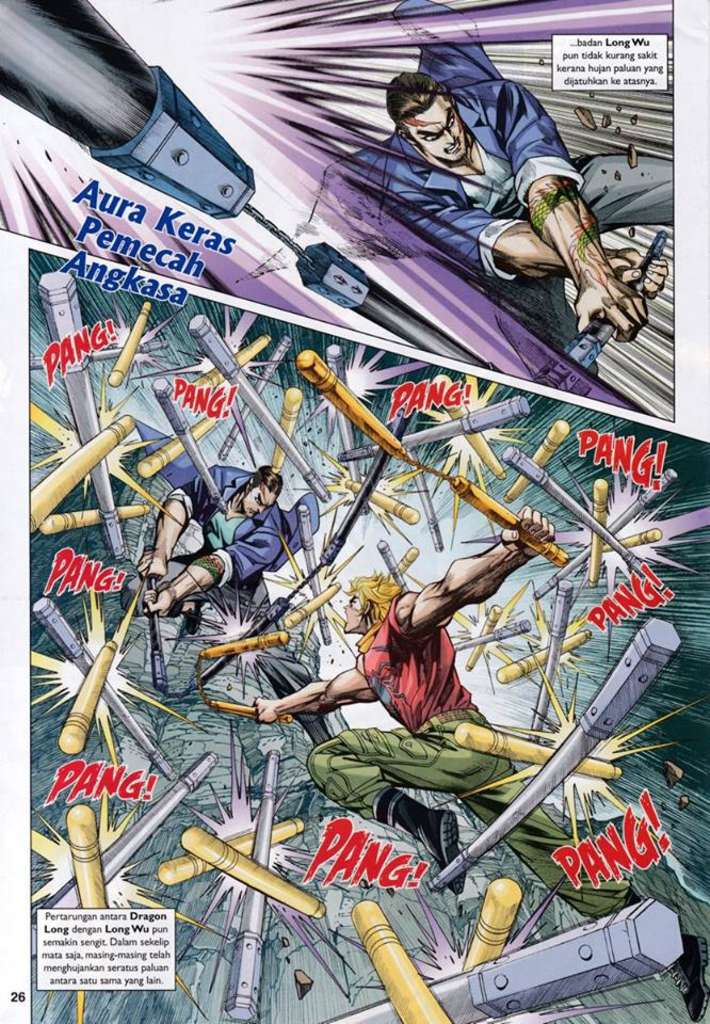 ...badan Long Wu
pun tidak kurang sakit
kerana hujan paluan yang
dijatuhkan ke atasnya.
Aura Keras
Pemecah
Angkasa
PANG!
PANG!
PANG!
PANG!
PANG!
PANG!
PANG!
PANG!
PANG!
Pertarungan antara Dragon
Long dengan Long Wu pun
semakin sengit. Dalam sekelip
mata saja, masing-masing telah
menghujankan seratus paluan
antara satu sama yang lain.
26